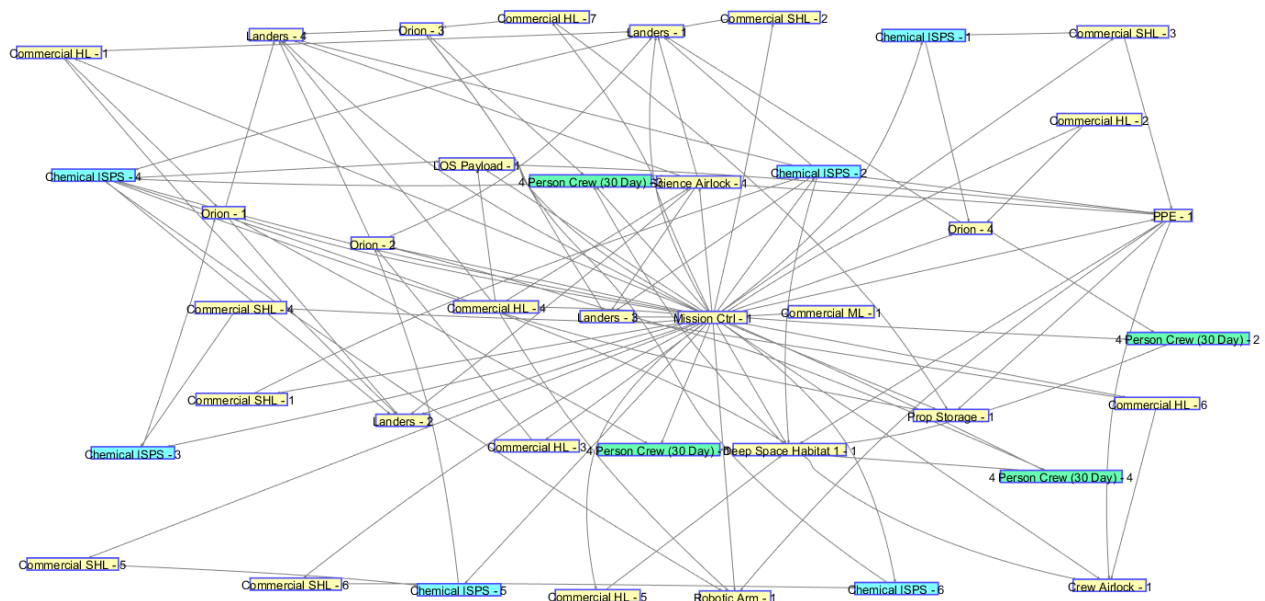 Commercial HL - 7
Commercial SHL - 2
Orion - 3
Landers - 1
Commercial SHL - 3
Landers - 4
Chemical ISPS - 1
Commercial HL - 1
Commercial HL - 2
LOS Payload - 1
Chemical ISPS - 2
Chemical ISPS - 4
4 Person Crew (30 Day) - 3
Science Airlock - 1
Orion - 1
PPE - 1
Orion - 4
Orion - 2
Commercial SHL - 4
Commercial HL - 4
Commercial ML - 1
Landers - 3
Mission Ctrl - 1
4 Person Crew (30 Day) - 2
Commercial SHL - 1
Commercial HL - 6
Prop Storage - 1
Landers - 2
Commercial HL - 3
4 Person Crew (30 Day) -
Deep Space Habitat 1 - 1
Chemical ISPS - 3
4 Person Crew (30 Day) - 4
Commercial SHL - 5
Commercial SHL - 6
Crew Airlock - 1
Chemical ISPS - 5
Chemical ISPS - 6
Commercial HL - 5
Robotic Arm - 1